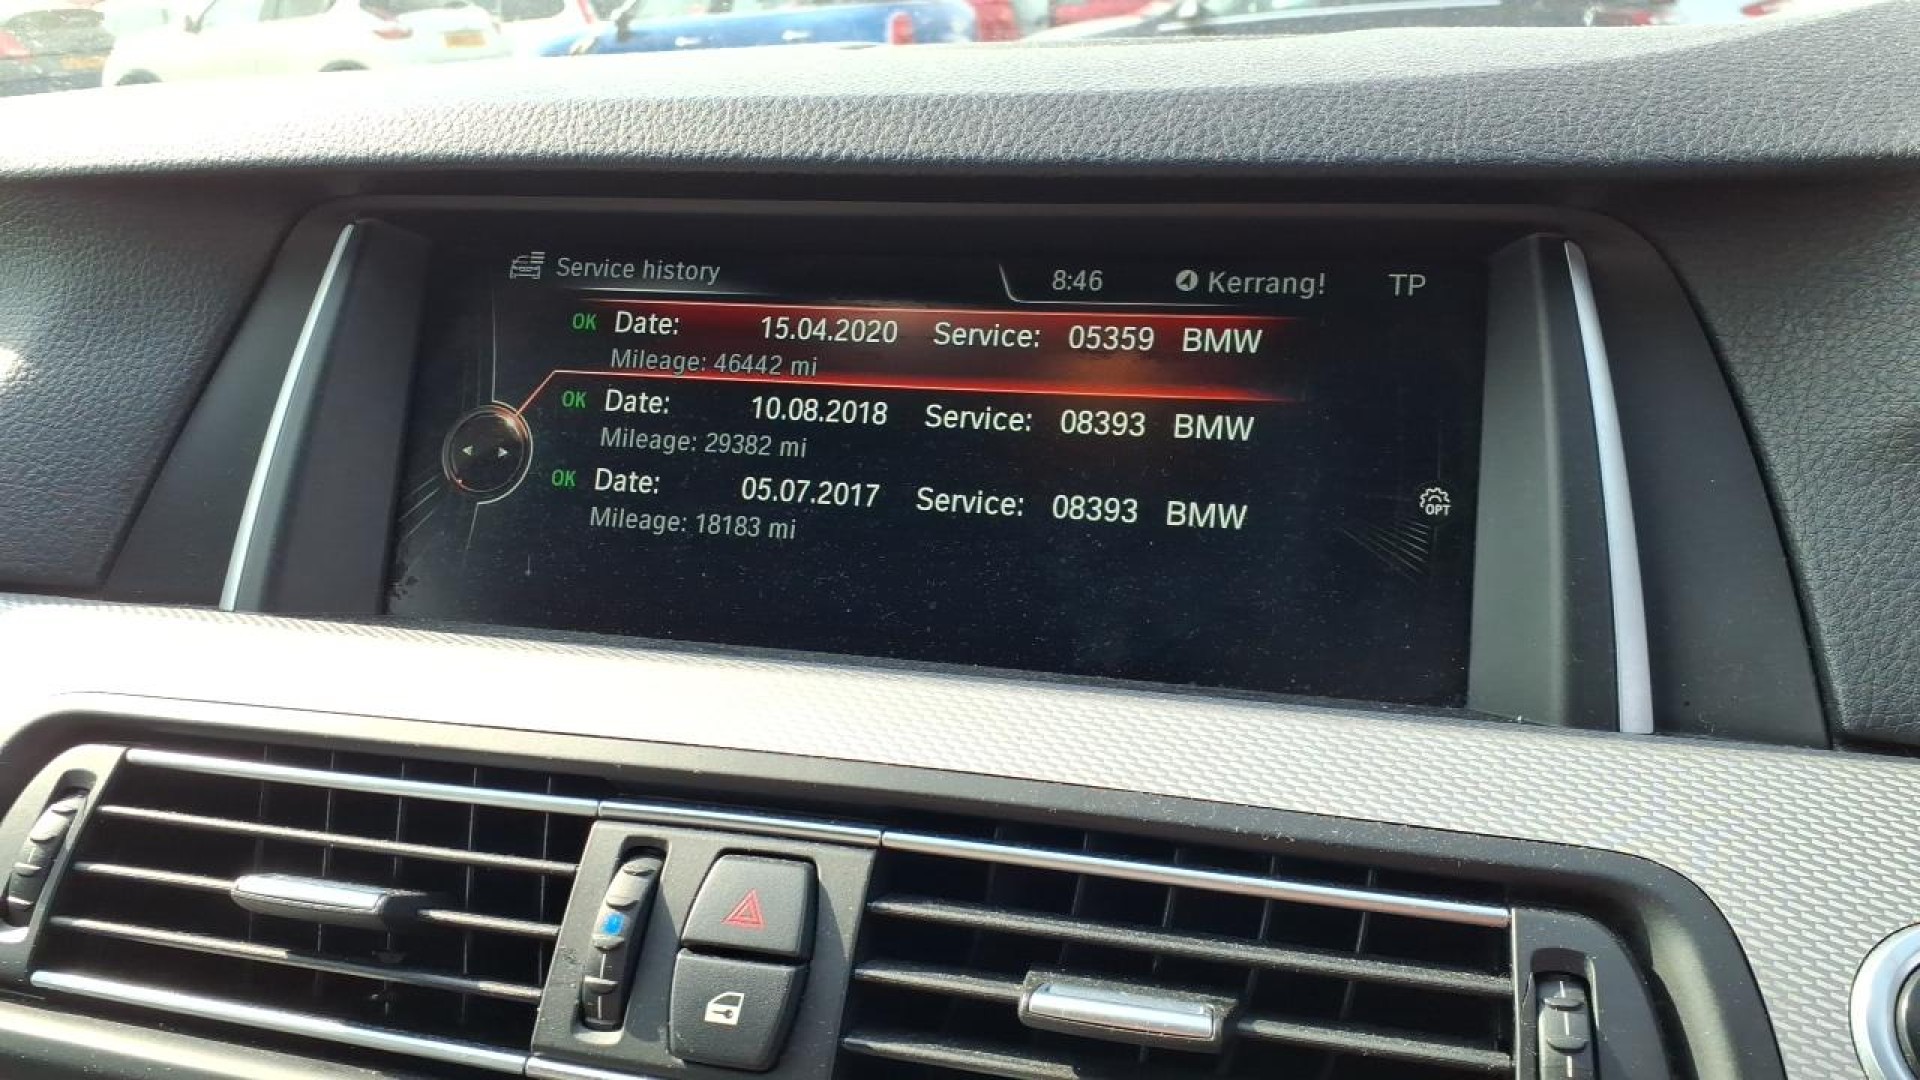 Service history 8:46 Kerrang! TP
OK Date: 15.04.2020 Service: 05359 BMW
Mileage: 46442 mi
OK Date: 10.08.2018 Service: 08393 BMW
Mileage: 29382 mi
OK Date: 05.07.2017 Service: 08393 BMW
Mileage: 18183 mi
OPT